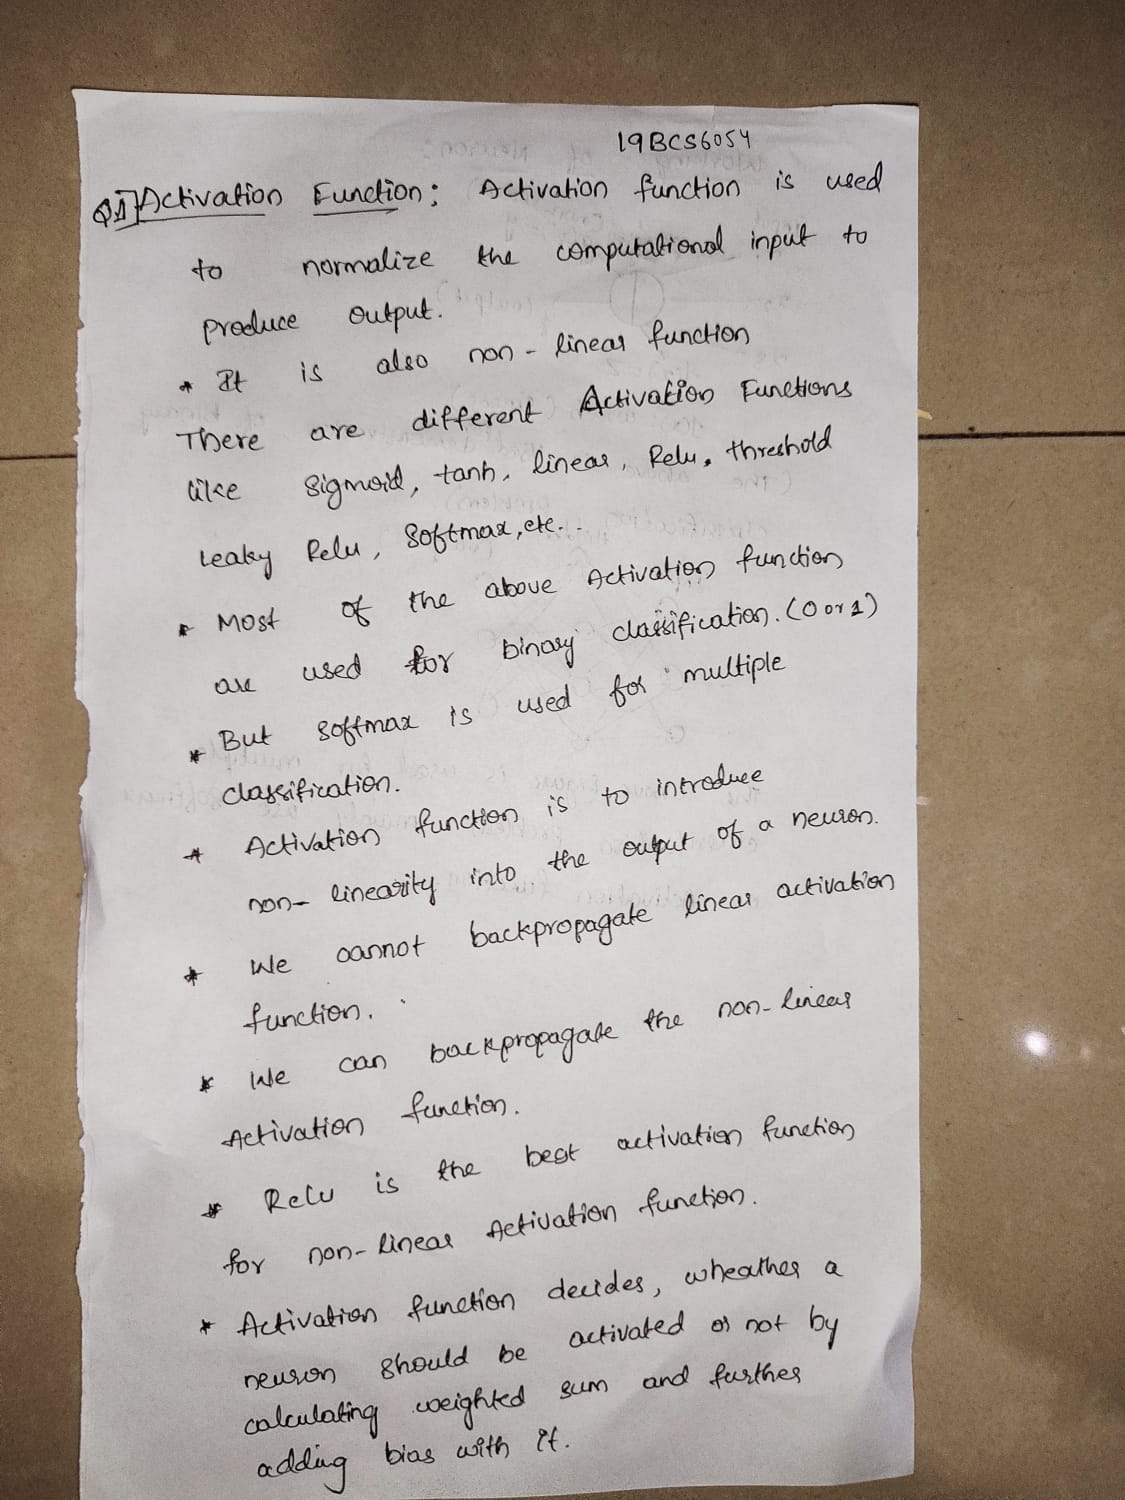 19BCS6054
Q1] Activation Function: Activation function is used
to normalize the computational input to
produce output.
* It is also non-linear function
There are different Activation Functions
like sigmoid, tanh, linear, Relu, threshold
Leaky Relu, Softmax, etc...
* Most of the above Activation function
are used for binary classification. (0 or 1)
* But softmax is used for multiple
classification.
* Activation function is to introduce
non-linearity into the output of a neuron.
* We cannot backpropagate linear activation
function.
* We can backpropagate the non-linear
Activation function.
* Relu is the best activation function
for non-linear Activation function.
* Activation function decides, wheather a
neuron should be activated or not by
calculating weighted sum and further
adding bias with it.